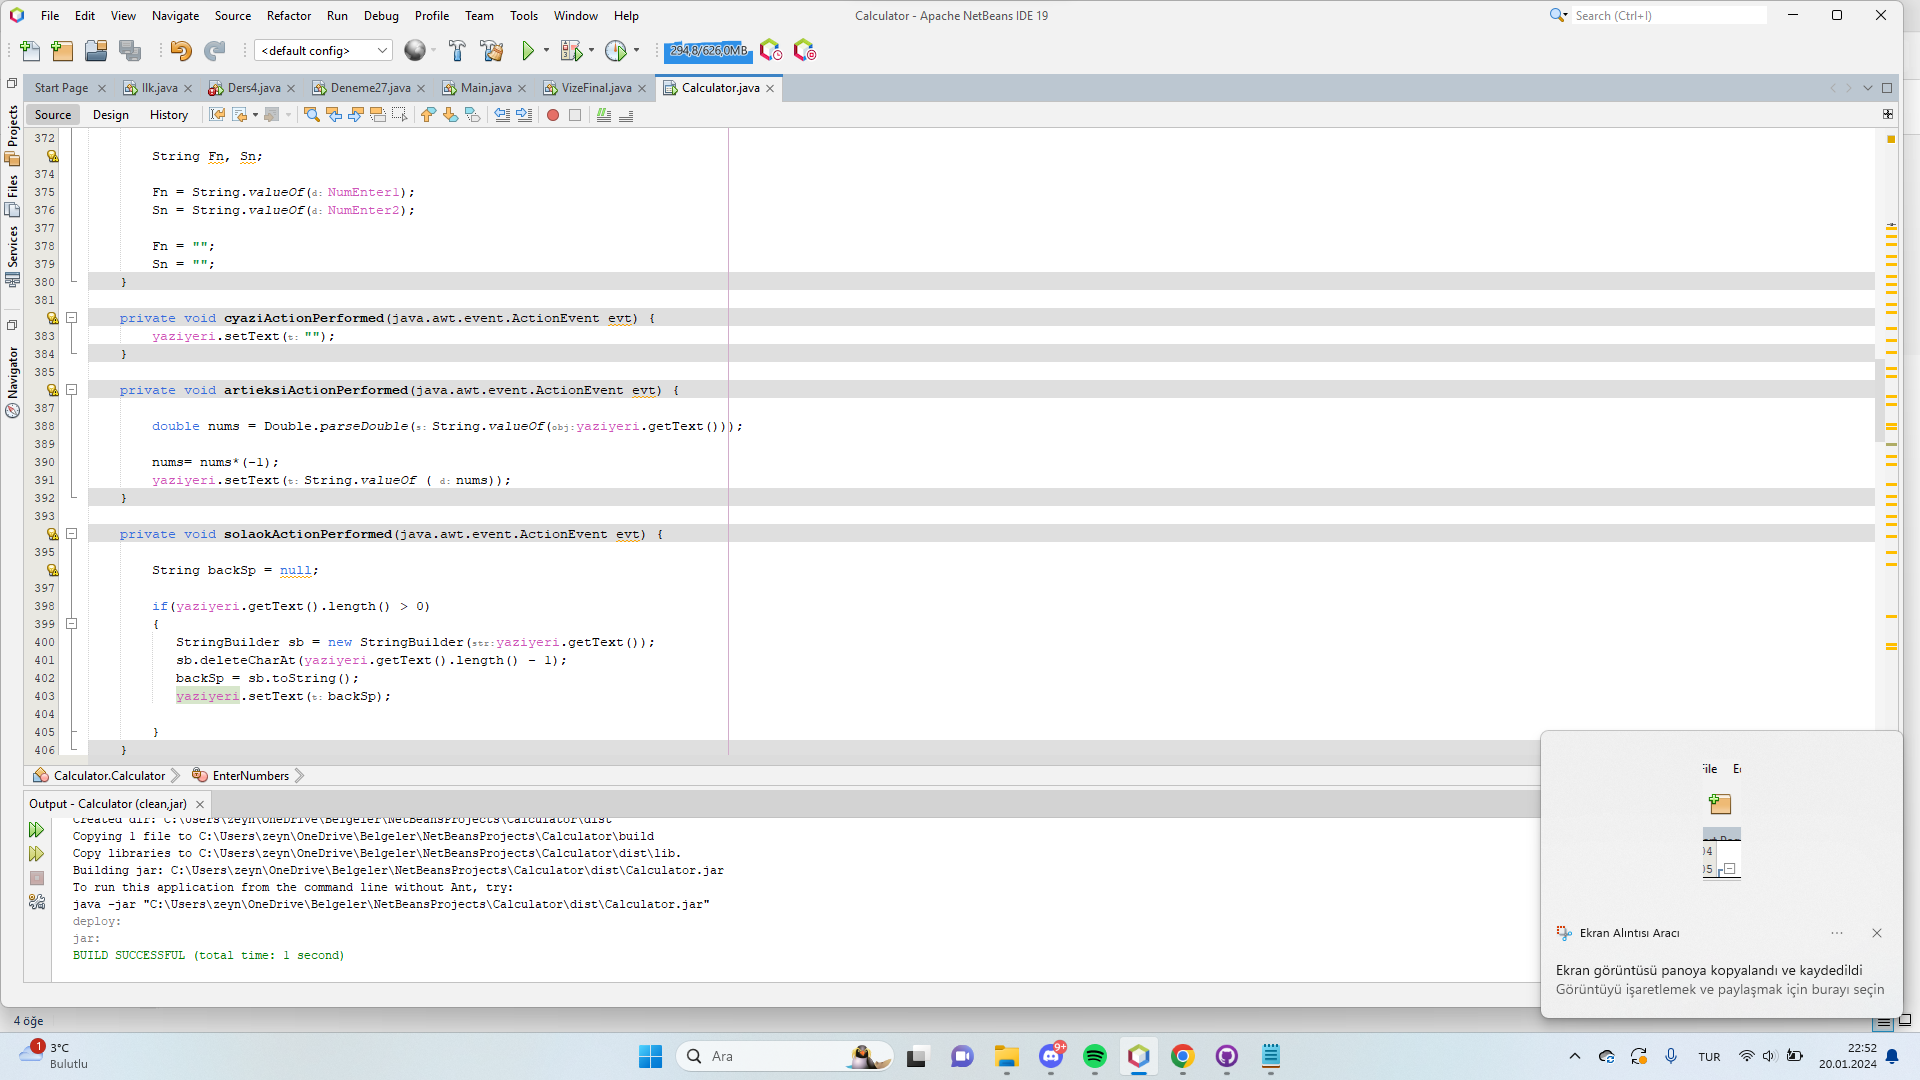 File Edit View Navigate Source Refactor Run Debug Profile Team Tools Window Help
Calculator - Apache NetBeans IDE 19
Search (Ctrl+I)
<default config>
294,8/626,0MB
Start Page
Ilk.java
Ders4.java
Deneme27.java
Main.java
VizeFinal.java
Calculator.java
Source Design History
Projects
Files
Services
Navigator
372
String Fn, Sn;
374
375 Fn = String.valueOf(d: NumEnter1);
376 Sn = String.valueOf(d: NumEnter2);
377
378 Fn = "";
379 Sn = "";
380 }
381
private void cyaziActionPerformed(java.awt.event.ActionEvent evt) {
383 yaziyeri.setText(t: "");
384 }
385
private void artieksiActionPerformed(java.awt.event.ActionEvent evt) {
387
388 double nums = Double.parseDouble(s: String.valueOf(obj: yaziyeri.getText()));
389
390 nums= nums*(-1);
391 yaziyeri.setText(t: String.valueOf ( d: nums));
392 }
393
private void solaokActionPerformed(java.awt.event.ActionEvent evt) {
395
String backSp = null;
397
398 if(yaziyeri.getText().length() > 0)
399 {
400 StringBuilder sb = new StringBuilder(str: yaziyeri.getText());
401 sb.deleteCharAt(yaziyeri.getText().length() - 1);
402 backSp = sb.toString();
403 yaziyeri.setText(t: backSp);
404
405 }
406 }
Calculator.Calculator EnterNumbers
Output - Calculator (clean,jar)
Created dir: C:\Users\zeyn\OneDrive\Belgeler\NetBeansProjects\Calculator\dist
Copying 1 file to C:\Users\zeyn\OneDrive\Belgeler\NetBeansProjects\Calculator\build
Copy libraries to C:\Users\zeyn\OneDrive\Belgeler\NetBeansProjects\Calculator\dist\lib.
Building jar: C:\Users\zeyn\OneDrive\Belgeler\NetBeansProjects\Calculator\dist\Calculator.jar
To run this application from the command line without Ant, try:
java -jar "C:\Users\zeyn\OneDrive\Belgeler\NetBeansProjects\Calculator\dist\Calculator.jar"
deploy:
jar:
BUILD SUCCESSFUL (total time: 1 second)
Ekran Alıntısı Aracı
Ekran görüntüsü panoya kopyalandı ve kaydedildi
Görüntüyü işaretlemek ve paylaşmak için burayı seçin
4 öğe
1
3°C
Bulutlu
Ara
9+
TUR
22:52
20.01.2024